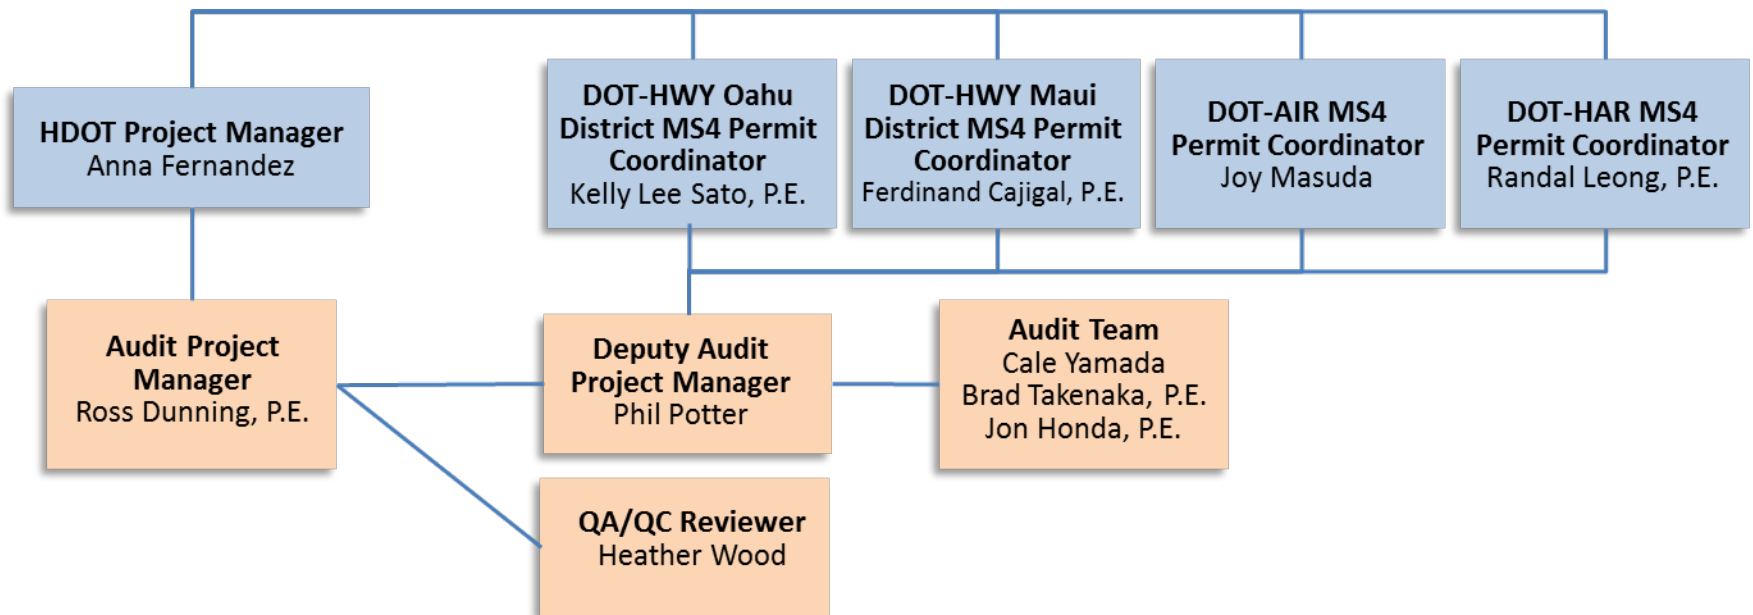 HDOT Project Manager
Anna Fernandez
DOT-HWY Oahu
District MS4 Permit
Coordinator
Kelly Lee Sato, P.E.
DOT-HWY Maui
District MS4 Permit
Coordinator
Ferdinand Cajigal, P.E.
DOT-AIR MS4
Permit Coordinator
Joy Masuda
DOT-HAR MS4
Permit Coordinator
Randal Leong, P.E.
Audit Project
Manager
Ross Dunning, P.E.
Deputy Audit
Project Manager
Phil Potter
Audit Team
Cale Yamada
Brad Takenaka, P.E.
Jon Honda, P.E.
QA/QC Reviewer
Heather Wood